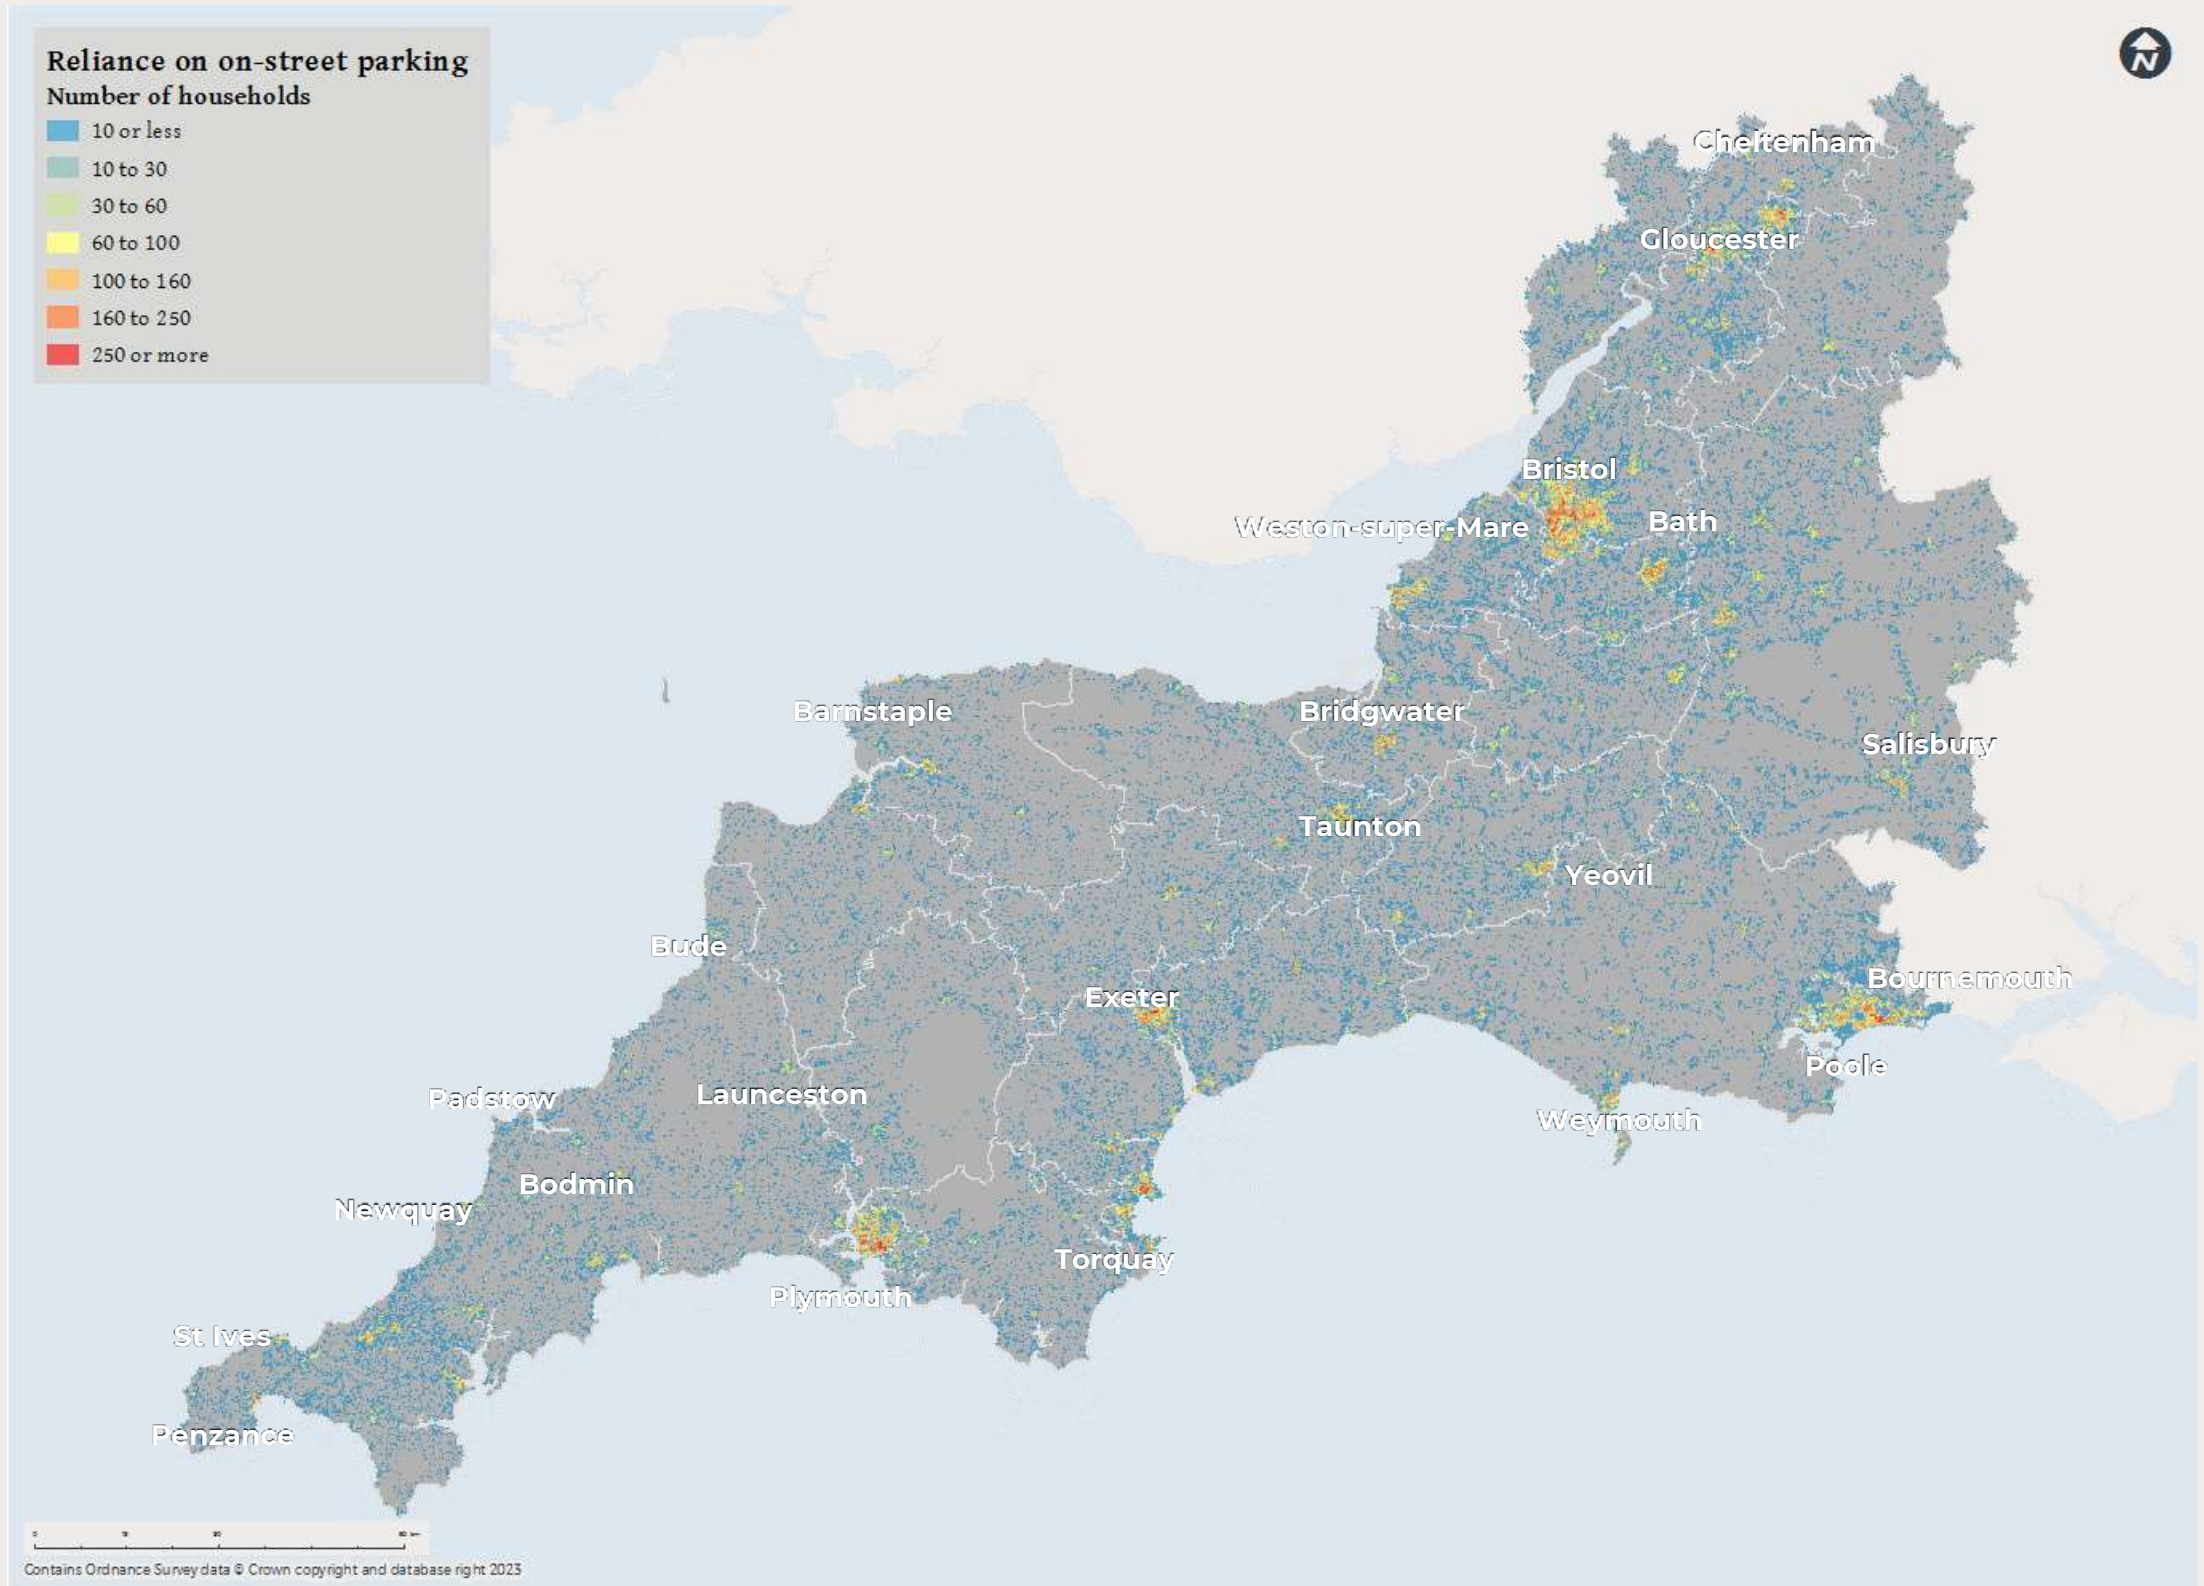 Reliance on on-street parking
Number of households
10 or less
10 to 30
30 to 60
60 to 100
100 to 160
160 to 250
250 or more
N
Cheltenham
Gloucester
Bristol
Weston-super-Mare
Bath
Barnstaple
Bridgwater
Salisbury
Taunton
Yeovil
Bude
Bournemouth
Exeter
Poole
Launceston
Padstow
Weymouth
Bodmin
Newquay
Torquay
Plymouth
St Ives
Penzance
Contains Ordnance Survey data © Crown copyright and database right 2023